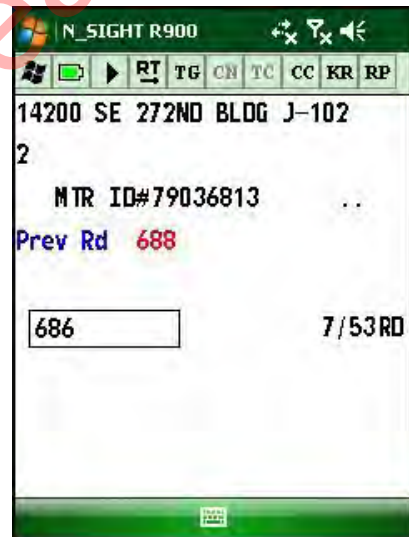 N_SIGHT R900
RT TG CN TC CC KR RP
14200 SE 272ND BLDG J-102
2
MTR ID#79036813 ..
Prev Rd 688
686 7/53RD